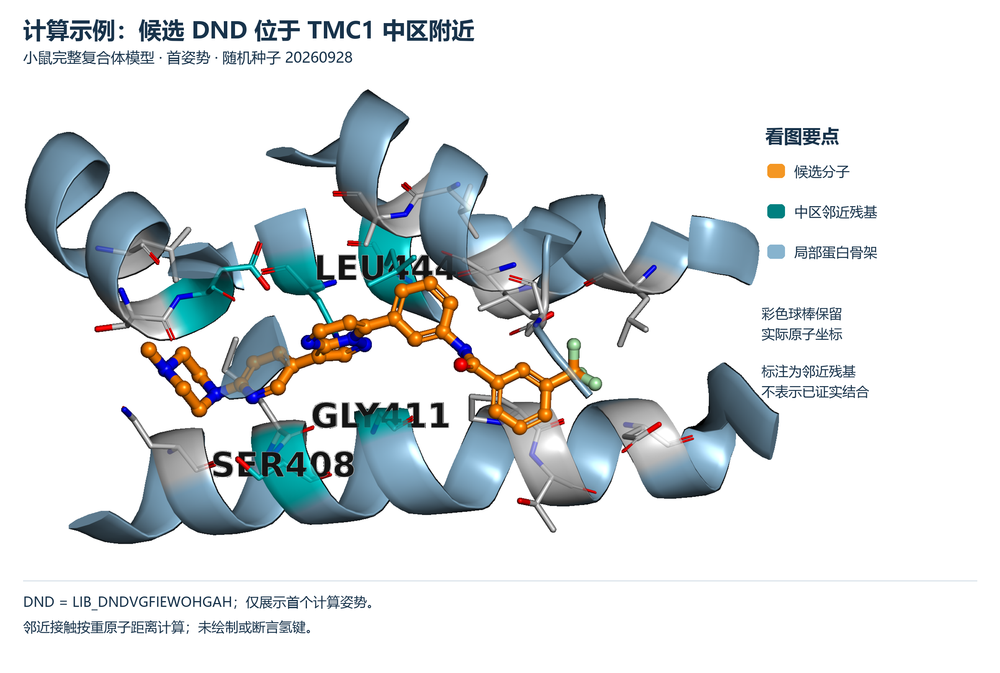 计算示例：候选 DND 位于 TMC1 中区附近
小鼠完整复合体模型 · 首姿势 · 随机种子 20260928
看图要点
候选分子
中区邻近残基
局部蛋白骨架
彩色球棒保留
实际原子坐标
标注为邻近残基
不表示已证实结合
LEU444
GLY411
SER408
DND = LIB_DNDVGFIEWOHGAH；仅展示首个计算姿势。
邻近接触按重原子距离计算；未绘制或断言氢键。